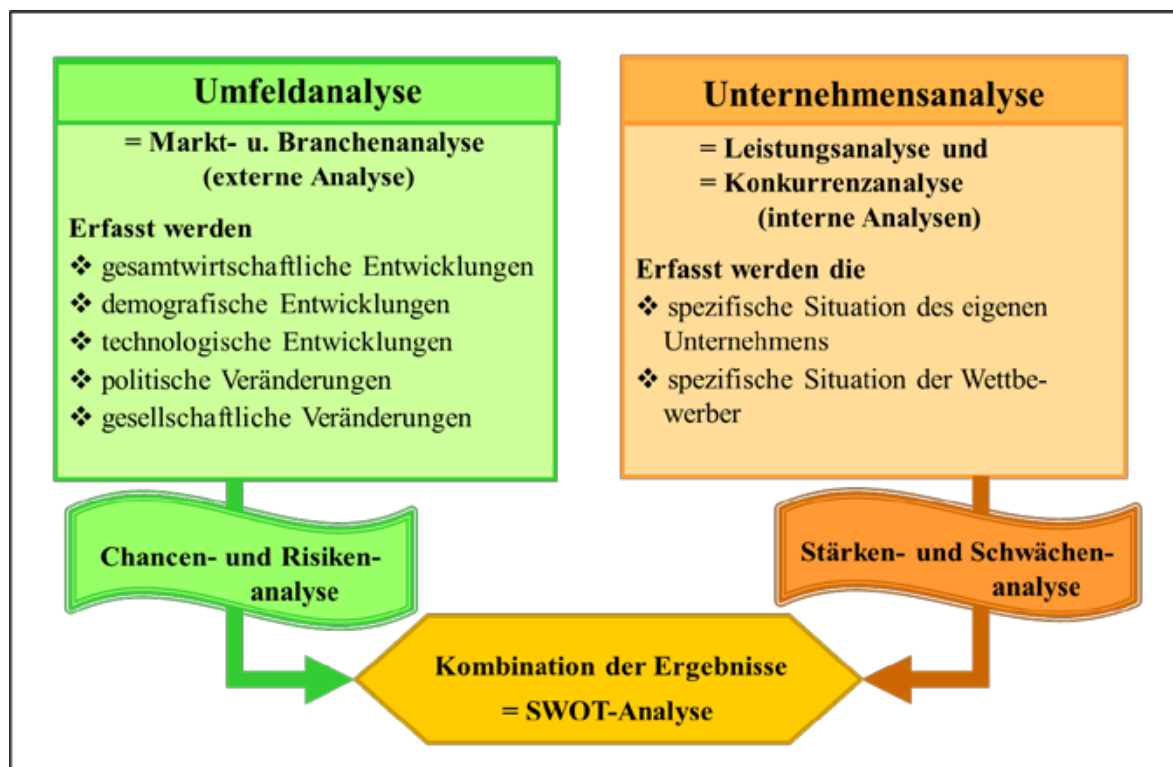 Umfeldanalyse
= Markt- u. Branchenanalyse
(externe Analyse)
Erfasst werden
❖ gesamtwirtschaftliche Entwicklungen
❖ demografische Entwicklungen
❖ technologische Entwicklungen
❖ politische Veränderungen
❖ gesellschaftliche Veränderungen
Chancen- und Risiken-
analyse
Unternehmensanalyse
= Leistungsanalyse und
= Konkurrenzanalyse
(interne Analysen)
Erfasst werden die
❖ spezifische Situation des eigenen
Unternehmens
❖ spezifische Situation der Wettbe-
werber
Stärken- und Schwächen-
analyse
Kombination der Ergebnisse
= SWOT-Analyse